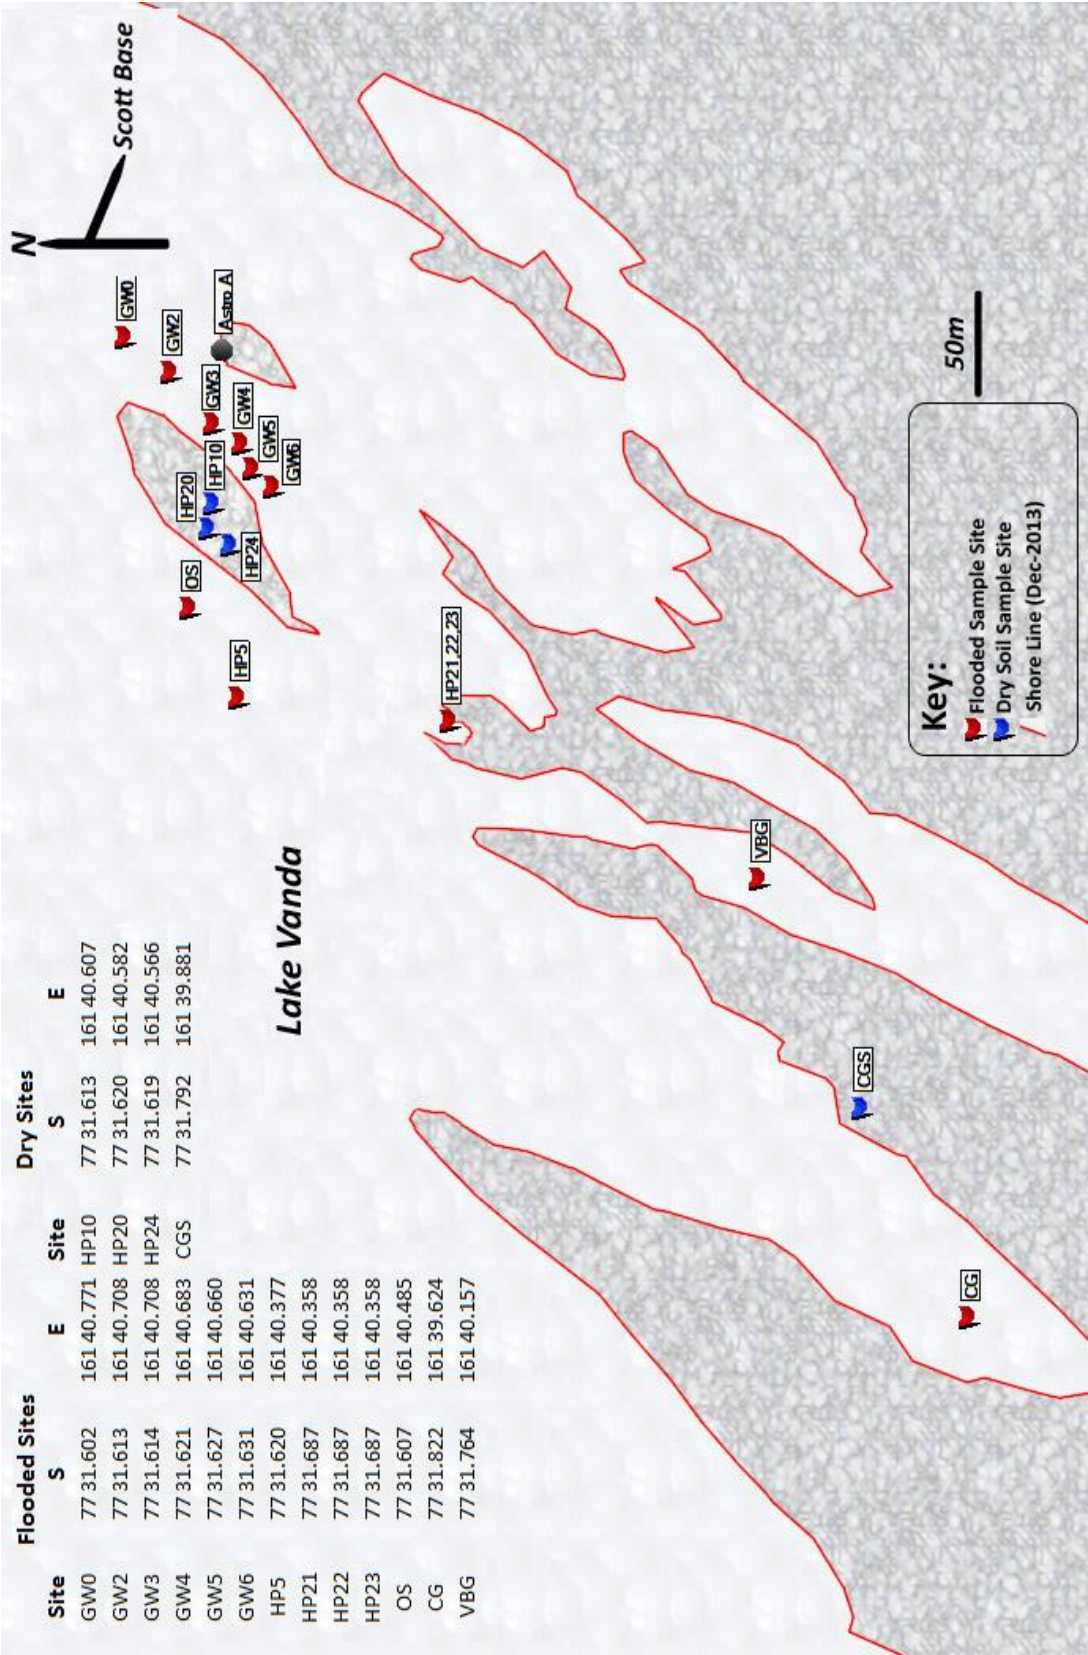 Flooded Sites Dry Sites
Site S E Site S E
GW0 77 31.602 161 40.771 HP10 77 31.613 161 40.607
GW2 77 31.613 161 40.708 HP20 77 31.620 161 40.582
GW3 77 31.614 161 40.708 HP24 77 31.619 161 40.566
GW4 77 31.621 161 40.683 CGS 77 31.792 161 39.881
GW5 77 31.627 161 40.660
GW6 77 31.631 161 40.631
HP5 77 31.620 161 40.377
HP21 77 31.687 161 40.358
HP22 77 31.687 161 40.358
HP23 77 31.687 161 40.358
OS 77 31.607 161 40.485
CG 77 31.822 161 39.624
VBG 77 31.764 161 40.157
N
Scott Base
GW0
GW2
Astro A
GW3
GW4
GW5
GW6
HP10
HP20
HP24
OS
HP5
HP21,22,23
Lake Vanda
VBG
CGS
CG
50m
Key:
Flooded Sample Site
Dry Soil Sample Site
Shore Line (Dec-2013)